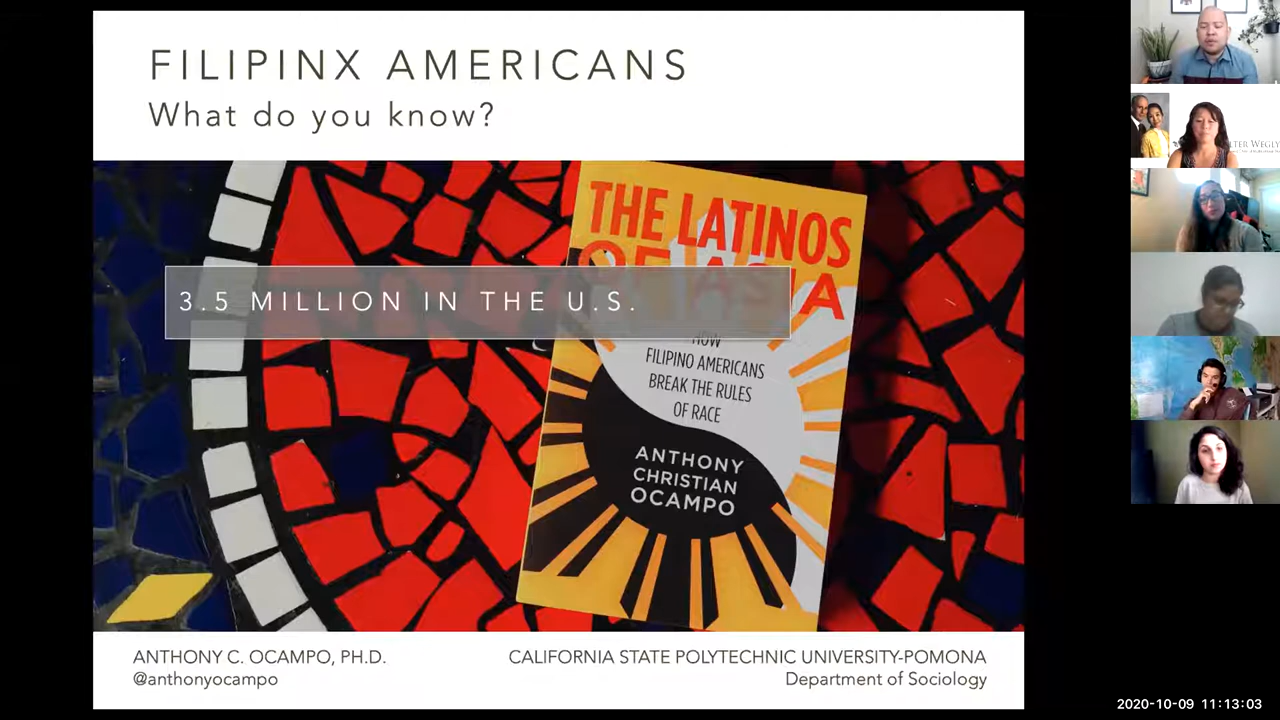 FILIPINX AMERICANS
What do you know?
THE LATINOS
OF ASIA
3.5 MILLION IN THE U.S.
HOW
FILIPINO AMERICANS
BREAK THE RULES
OF RACE
ANTHONY
CHRISTIAN
OCAMPO
ANTHONY C. OCAMPO, PH.D.
@anthonyocampo
CALIFORNIA STATE POLYTECHNIC UNIVERSITY-POMONA
Department of Sociology
2020-10-09 11:13:03